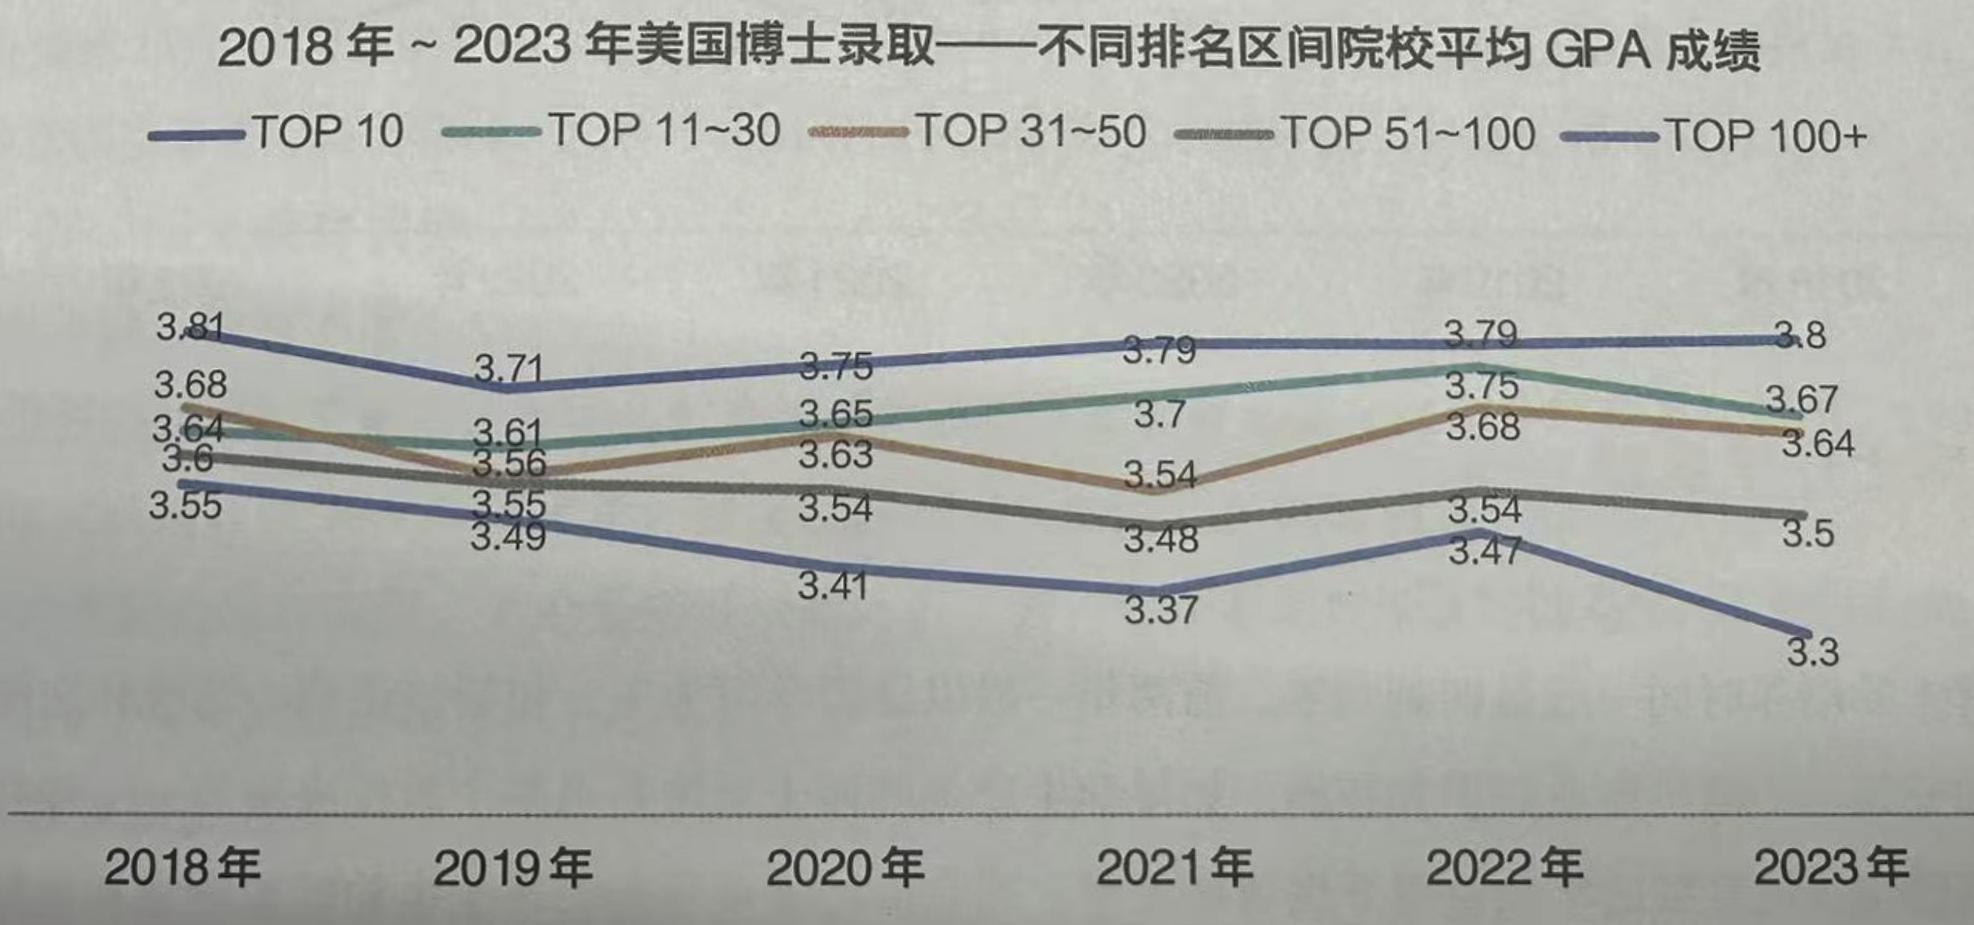 2018 年 ~ 2023 年美国博士录取——不同排名区间院校平均 GPA 成绩
TOP 10 TOP 11~30 TOP 31~50 TOP 51~100 TOP 100+
3.81 3.71 3.75 3.79 3.79 3.8
3.64 3.61 3.65 3.7 3.75 3.67
3.68 3.56 3.63 3.54 3.68 3.64
3.6 3.55 3.54 3.48 3.54 3.5
3.55 3.49 3.41 3.37 3.47 3.3
2018 年 2019 年 2020 年 2021 年 2022 年 2023 年